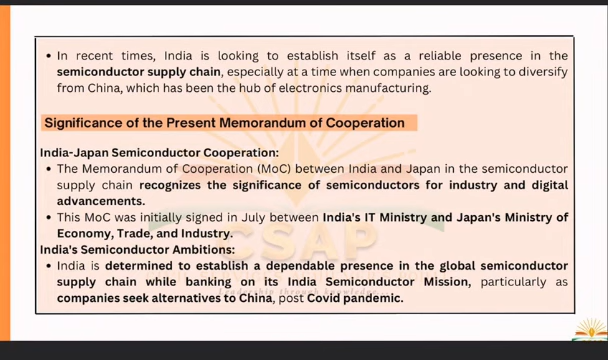 • In recent times, India is looking to establish itself as a reliable presence in the
semiconductor supply chain, especially at a time when companies are looking to diversify
from China, which has been the hub of electronics manufacturing.
Significance of the Present Memorandum of Cooperation
India-Japan Semiconductor Cooperation:
• The Memorandum of Cooperation (MoC) between India and Japan in the semiconductor
supply chain recognizes the significance of semiconductors for industry and digital
advancements.
• This MoC was initially signed in July between India's IT Ministry and Japan's Ministry of
Economy, Trade, and Industry.
CSAP
India's Semiconductor Ambitions:
• India is determined to establish a dependable presence in the global semiconductor
supply chain while banking on its India Semiconductor Mission, particularly as
Leadership through knowledge...
companies seek alternatives to China, post Covid pandemic.